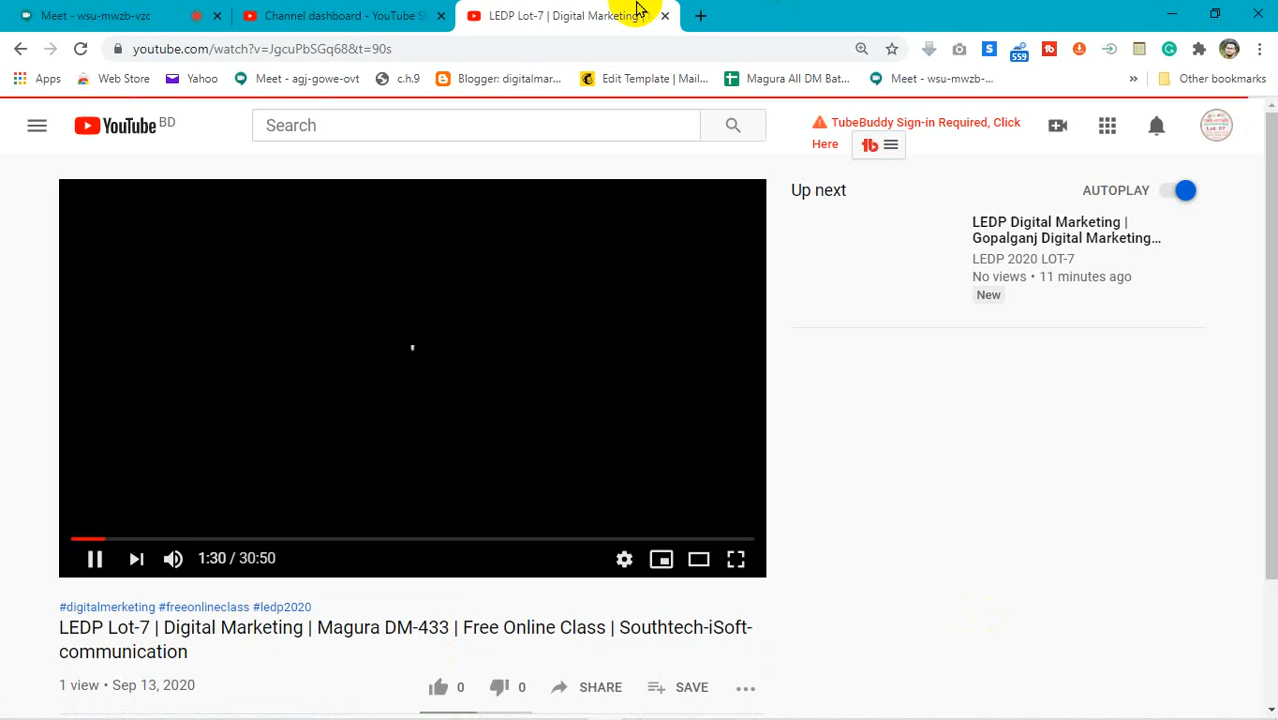 Meet - wsu-mwzb-vzc
Channel dashboard - YouTube S
LEDP Lot-7 | Digital Marketing |
youtube.com/watch?v=JgcuPbSGq68&t=90s
559
Apps
Web Store
Yahoo
Meet - agj-gowe-ovt
c.h.9
Blogger: digitalmar...
Edit Template | Mail...
Magura All DM Bat...
Meet - wsu-mwzb-...
»
Other bookmarks
YouTube BD
Search
TubeBuddy Sign-in Required, Click
Here
tb
Up next
AUTOPLAY
LEDP Digital Marketing |
Gopalganj Digital Marketing...
LEDP 2020 LOT-7
No views • 11 minutes ago
New
1:30 / 30:50
#digitalmerketing #freeonlineclass #ledp2020
LEDP Lot-7 | Digital Marketing | Magura DM-433 | Free Online Class | Southtech-iSoft-
communication
1 view • Sep 13, 2020
0
0
SHARE
SAVE